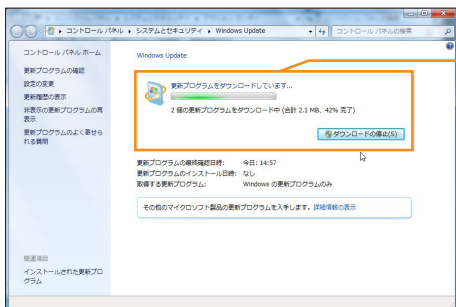 コントロール パネル ▸ システムとセキュリティ ▸ Windows Update
コントロール パネルの検索
コントロール パネル ホーム
更新プログラムの確認
設定の変更
更新履歴の表示
非表示の更新プログラムの再
表示
更新プログラムのよく寄せら
れる質問
関連項目
インストールされた更新プロ
グラム
Windows Update
更新プログラムをダウンロードしています...
2 個の更新プログラムをダウンロード中 (合計 2.1 MB、42% 完了)
ダウンロードの停止(S)
更新プログラムの最終確認日時: 今日: 14:57
更新プログラムのインストール日時: なし
取得する更新プログラム: Windows の更新プログラムのみ
その他のマイクロソフト製品の更新プログラムを入手します。 詳細情報の表示